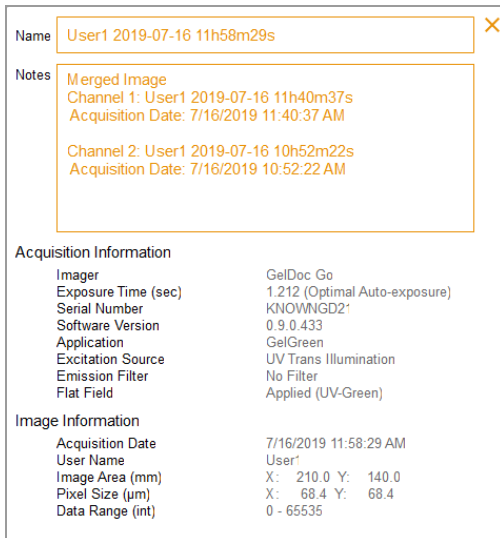 Name User1 2019-07-16 11h58m29s
Notes Merged Image
Channel 1: User1 2019-07-16 11h40m37s
Acquisition Date: 7/16/2019 11:40:37 AM
Channel 2: User1 2019-07-16 10h52m22s
Acquisition Date: 7/16/2019 10:52:22 AM
Acquisition Information
Imager GelDoc Go
Exposure Time (sec) 1.212 (Optimal Auto-exposure)
Serial Number KNOWNGD21
Software Version 0.9.0.433
Application GelGreen
Excitation Source UV Trans Illumination
Emission Filter No Filter
Flat Field Applied (UV-Green)
Image Information
Acquisition Date 7/16/2019 11:58:29 AM
User Name User1
Image Area (mm) X: 210.0 Y: 140.0
Pixel Size (µm) X: 68.4 Y: 68.4
Data Range (int) 0 - 65535